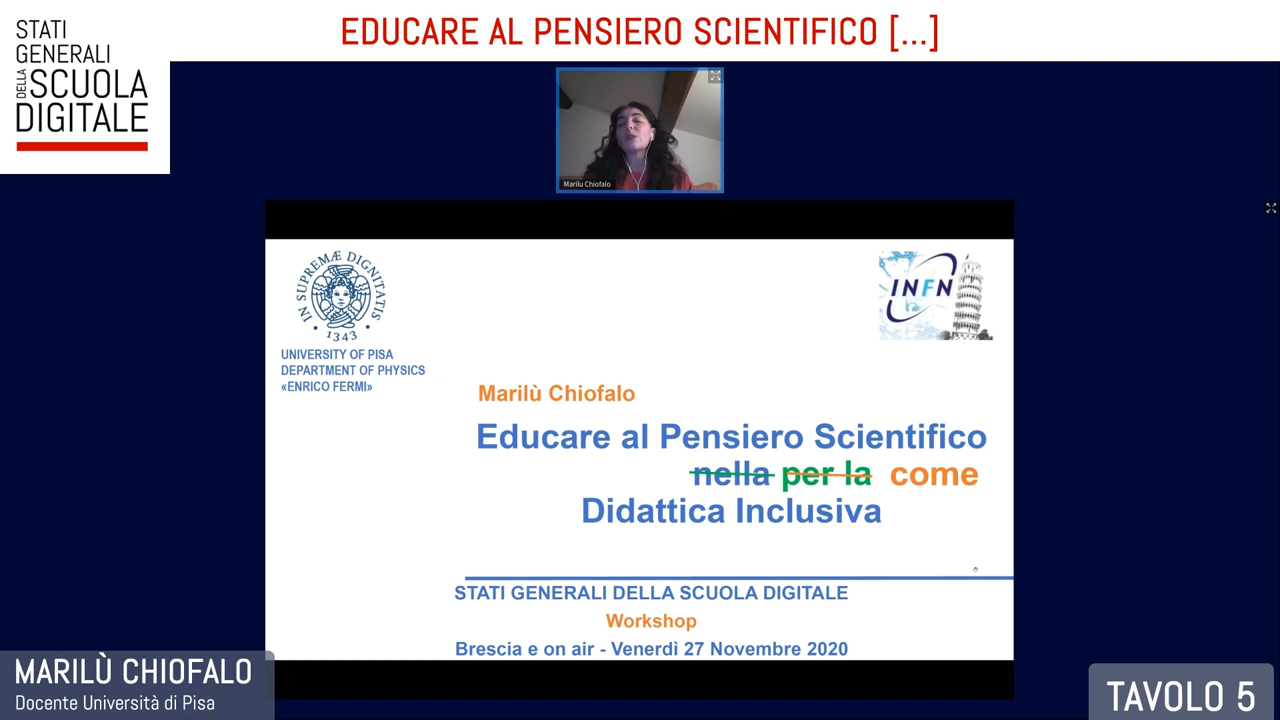 STATI
GENERALI
DELLA SCUOLA
DIGITALE
EDUCARE AL PENSIERO SCIENTIFICO [...]
Marilu Chiofalo
IN SUPREMÆ DIGNITATIS
1343
UNIVERSITY OF PISA
DEPARTMENT OF PHYSICS
«ENRICO FERMI»
INFN
Marilù Chiofalo
Educare al Pensiero Scientifico
nella per la come
Didattica Inclusiva
STATI GENERALI DELLA SCUOLA DIGITALE
Workshop
Brescia e on air - Venerdì 27 Novembre 2020
MARILÙ CHIOFALO
Docente Università di Pisa
TAVOLO 5